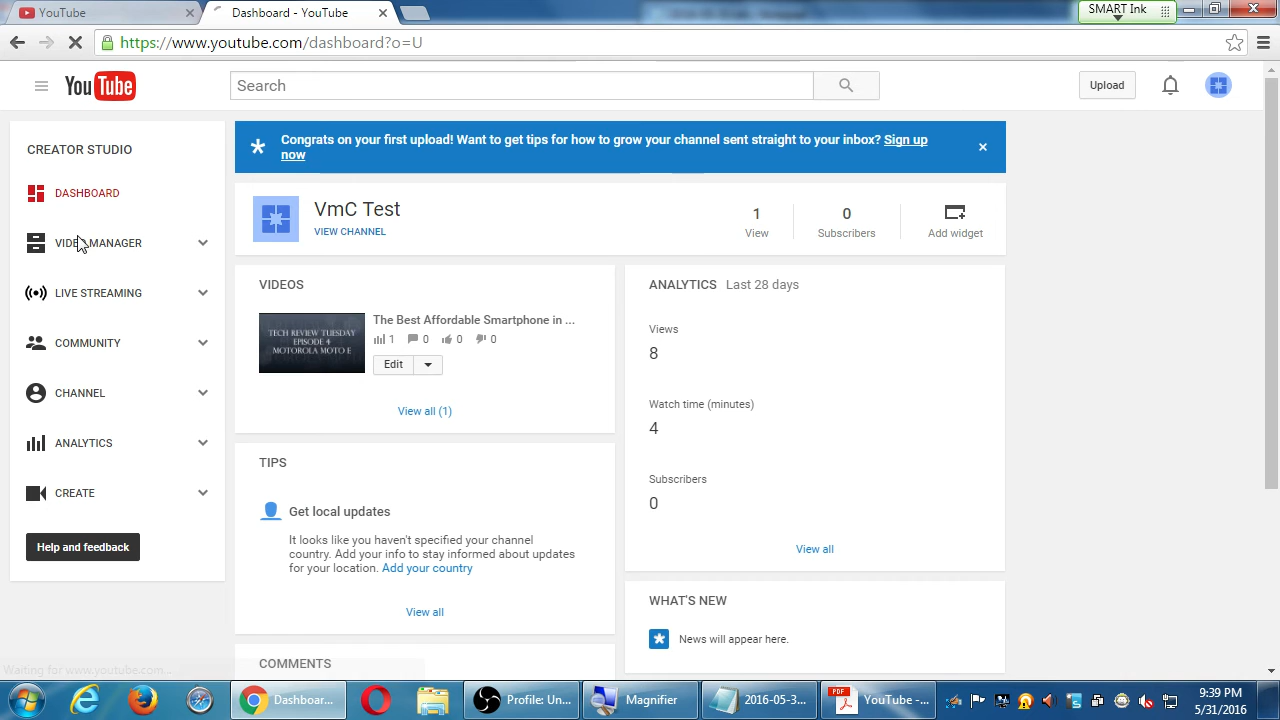 YouTube
Dashboard - YouTube
SMART Ink
https://www.youtube.com/dashboard?o=U
YouTube
Search
Upload
CREATOR STUDIO
DASHBOARD
VIDEO MANAGER
LIVE STREAMING
COMMUNITY
CHANNEL
ANALYTICS
CREATE
Help and feedback
Congrats on your first upload! Want to get tips for how to grow your channel sent straight to your inbox? Sign up
now
VmC Test
VIEW CHANNEL
1
View
0
Subscribers
Add widget
VIDEOS
TECH REVIEW TUESDAY
EPISODE 4
MOTOROLA MOTO E
The Best Affordable Smartphone in ...
1 0 0 0
Edit
View all (1)
TIPS
Get local updates
It looks like you haven't specified your channel
country. Add your info to stay informed about updates
for your location. Add your country
View all
COMMENTS
ANALYTICS Last 28 days
Views
8
Watch time (minutes)
4
Subscribers
0
View all
WHAT'S NEW
News will appear here.
Waiting for www.youtube.com...
Dashboar...
Profile: Un...
Magnifier
2016-05-3...
PDF
YouTube -...
9:39 PM
5/31/2016